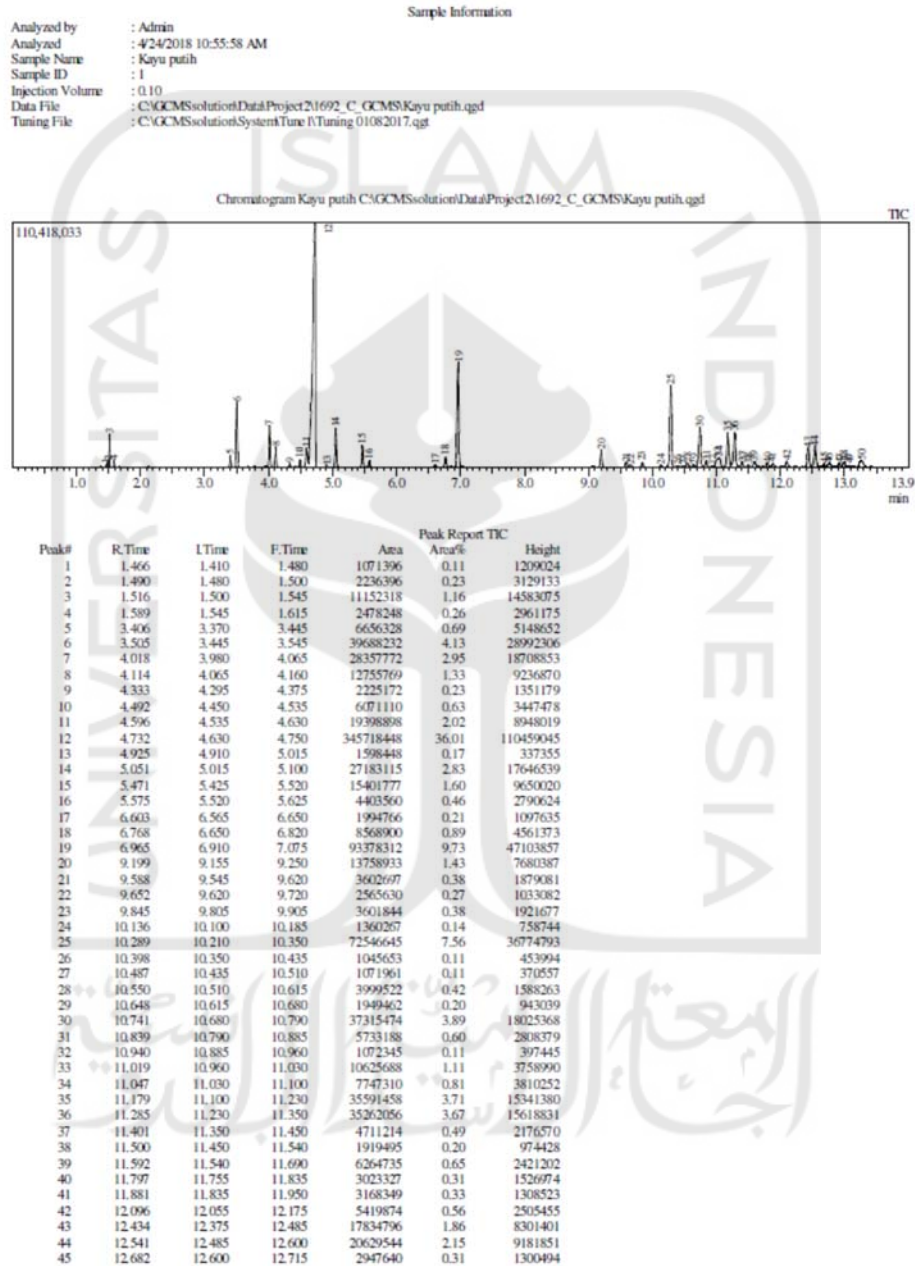 Sample Information
Analyzed by : Admin
Analyzed : 4/24/2018 10:55:58 AM
Sample Name : Kayu putih
Sample ID : 1
Injection Volume : 0.10
Data File : C:\GCMSsolution\Data\Project2\1692_C_GCMS\Kayu putih.qgd
Tuning File : C:\GCMSsolution\System\Tune1\Tuning 01082017.qgt
ISLAM
UNIVERSITAS
INDONESIA
Chromatogram Kayu putih C:\GCMSsolution\Data\Project2\1692_C_GCMS\Kayu putih.qgd
TIC
110,418,033
1.0 2.0 3.0 4.0 5.0 6.0 7.0 8.0 9.0 10.0 11.0 12.0 13.0 13.9
min
Peak Report TIC
Peak# R.Time I.Time F.Time Area Area% Height
1 1.466 1.410 1.480 1071396 0.11 1209024
2 1.490 1.480 1.500 2236396 0.23 3129133
3 1.516 1.500 1.545 11152318 1.16 14583075
4 1.589 1.545 1.615 2478248 0.26 2961175
5 3.406 3.370 3.445 6656328 0.69 5148652
6 3.505 3.445 3.545 39688232 4.13 28992306
7 4.018 3.980 4.065 28357772 2.95 18708853
8 4.114 4.065 4.160 12755769 1.33 9236870
9 4.333 4.295 4.375 2225172 0.23 1351179
10 4.492 4.450 4.535 6071110 0.63 3447478
11 4.596 4.535 4.630 19398898 2.02 8948019
12 4.732 4.630 4.750 345718448 36.01 110459045
13 4.925 4.910 5.015 1598448 0.17 337355
14 5.051 5.015 5.100 27183115 2.83 17646539
15 5.471 5.425 5.520 15401777 1.60 9650020
16 5.575 5.520 5.625 4403560 0.46 2790624
17 6.603 6.565 6.650 1994766 0.21 1097635
18 6.768 6.650 6.820 8568900 0.89 4561373
19 6.965 6.910 7.075 93378312 9.73 47103857
20 9.199 9.155 9.250 13758933 1.43 7680387
21 9.588 9.545 9.620 3602697 0.38 1879081
22 9.652 9.620 9.720 2565630 0.27 1033082
23 9.845 9.805 9.905 3601844 0.38 1921677
24 10.136 10.100 10.185 1360267 0.14 758744
25 10.289 10.210 10.350 72546645 7.56 36774793
26 10.398 10.350 10.435 1045653 0.11 453994
27 10.487 10.435 10.510 1071961 0.11 370557
28 10.550 10.510 10.615 3999522 0.42 1588263
29 10.648 10.615 10.680 1949462 0.20 943039
30 10.741 10.680 10.790 37315474 3.89 18025368
31 10.839 10.790 10.885 5733188 0.60 2808379
32 10.940 10.885 10.960 1072345 0.11 397445
33 11.019 10.960 11.030 10625688 1.11 3758990
34 11.047 11.030 11.100 7747310 0.81 3810252
35 11.179 11.100 11.230 35591458 3.71 15341380
36 11.285 11.230 11.350 35262056 3.67 15618831
37 11.401 11.350 11.450 4711214 0.49 2176570
38 11.500 11.450 11.540 1919495 0.20 974428
39 11.592 11.540 11.690 6264735 0.65 2421202
40 11.797 11.755 11.835 3023327 0.31 1526974
41 11.881 11.835 11.950 3168349 0.33 1308523
42 12.096 12.055 12.175 5419874 0.56 2505455
43 12.434 12.375 12.485 17834796 1.86 8301401
44 12.541 12.485 12.600 20629544 2.15 9181851
45 12.682 12.600 12.715 2947640 0.31 1300494